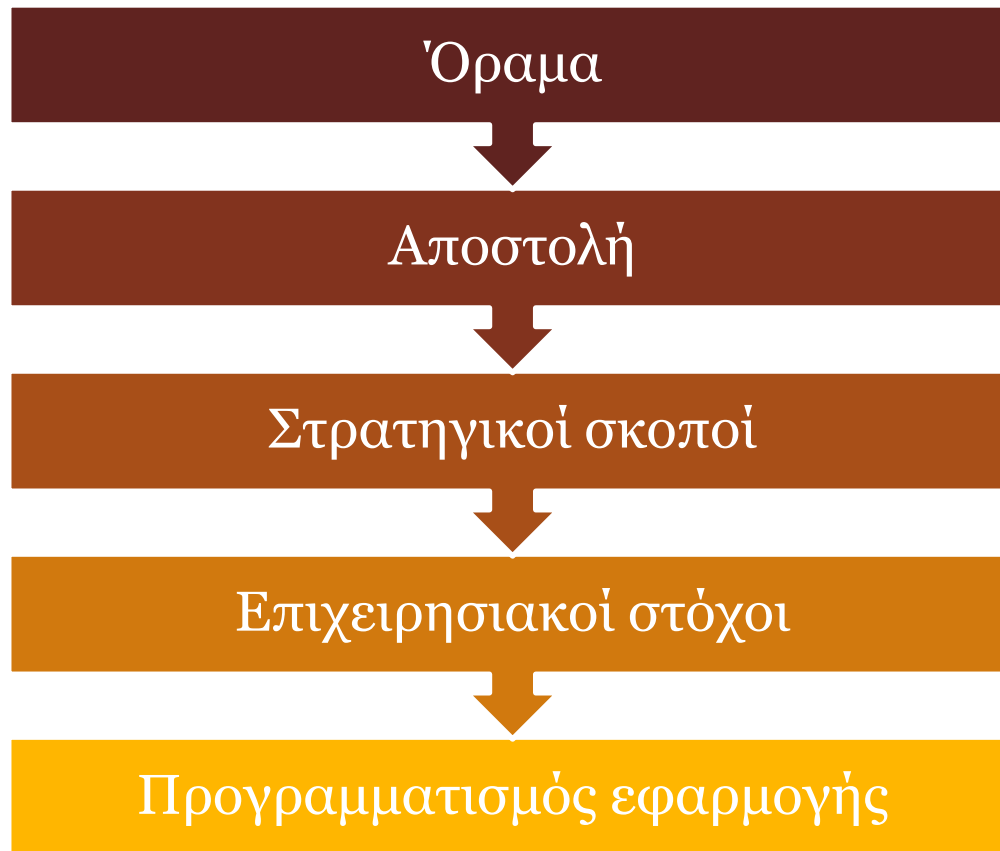 Όραμα
Αποστολή
Στρατηγικοί σκοποί
Επιχειρησιακοί στόχοι
Προγραμματισμός εφαρμογής